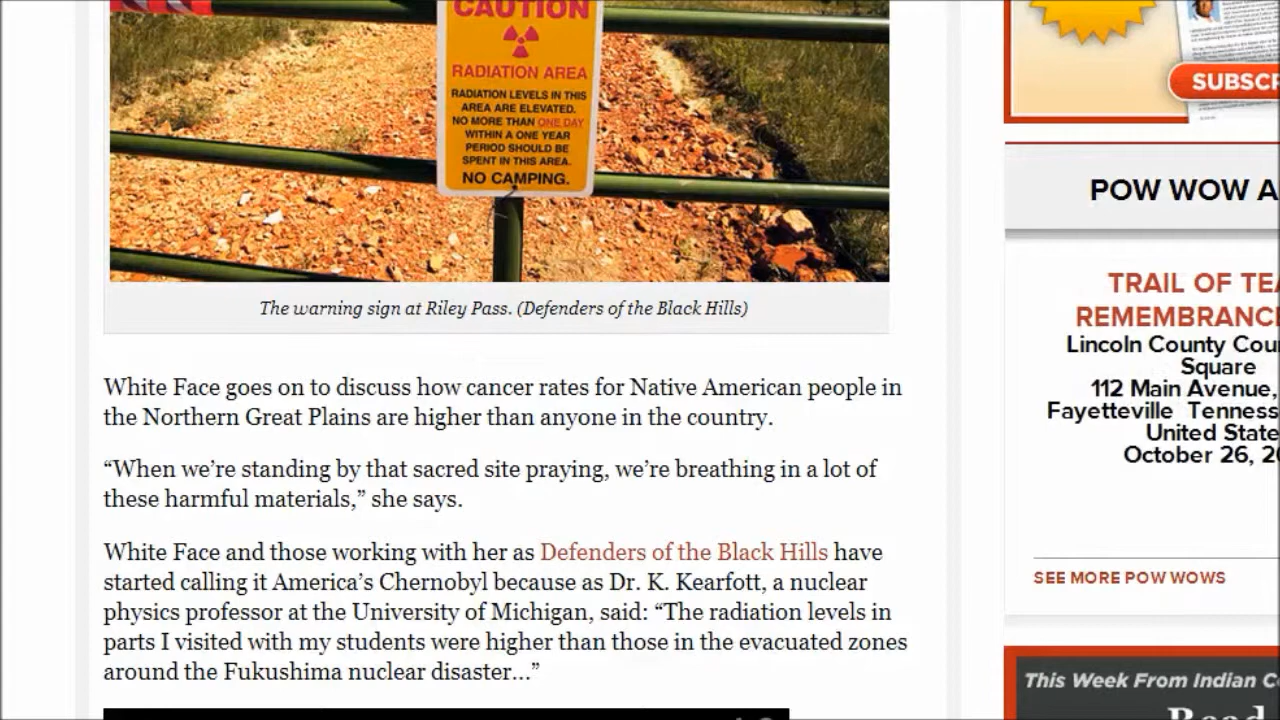 CAUTION
RADIATION AREA
RADIATION LEVELS IN THIS
AREA ARE ELEVATED.
NO MORE THAN ONE DAY
WITHIN A ONE YEAR
PERIOD SHOULD BE
SPENT IN THIS AREA.
NO CAMPING.
The warning sign at Riley Pass. (Defenders of the Black Hills)
White Face goes on to discuss how cancer rates for Native American people in
the Northern Great Plains are higher than anyone in the country.
“When we’re standing by that sacred site praying, we’re breathing in a lot of
these harmful materials,” she says.
White Face and those working with her as Defenders of the Black Hills have
started calling it America’s Chernobyl because as Dr. K. Kearfott, a nuclear
physics professor at the University of Michigan, said: “The radiation levels in
parts I visited with my students were higher than those in the evacuated zones
around the Fukushima nuclear disaster...”
SUBSCR
POW WOW A
TRAIL OF TEA
REMEMBRANC
Lincoln County Cou
Square
112 Main Avenue,
Fayetteville Tenness
United State
October 26, 20
SEE MORE POW WOWS
This Week From Indian Co
Read